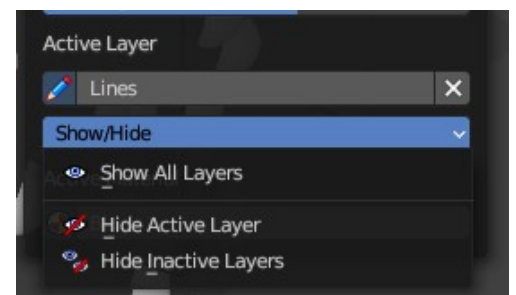 Active Layer
Lines
Show/Hide
Show All Layers
Hide Active Layer
Hide Inactive Layers